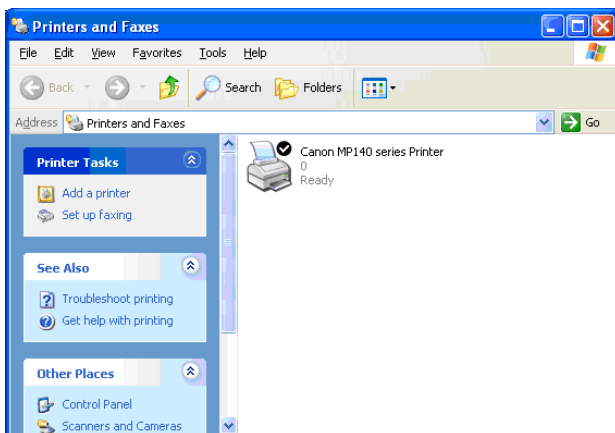 Printers and Faxes
File Edit View Favorites Tools Help
Back Search Folders
Address Printers and Faxes Go
Printer Tasks
Add a printer
Set up faxing
See Also
Troubleshoot printing
Get help with printing
Other Places
Control Panel
Scanners and Cameras
Canon MP140 series Printer
0
Ready